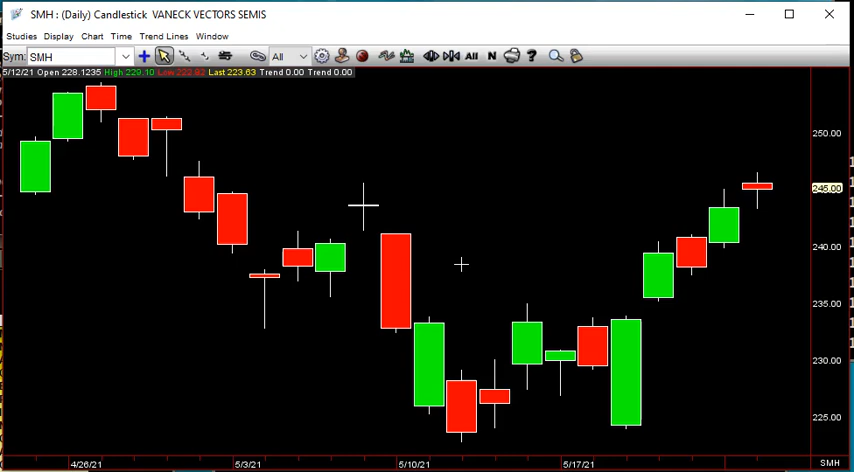 SMH : (Daily) Candlestick VANECK VECTORS SEMIS
Studies Display Chart Time Trend Lines Window
Sym: SMH All All N ?
5/12/21 Open 228.1235 High 229.10 Low 222.82 Last 223.63 Trend 0.00 Trend 0.00
250.00
245.00
240.00
235.00
230.00
225.00
4/26/21 5/3/21 5/10/21 5/17/21 SMH